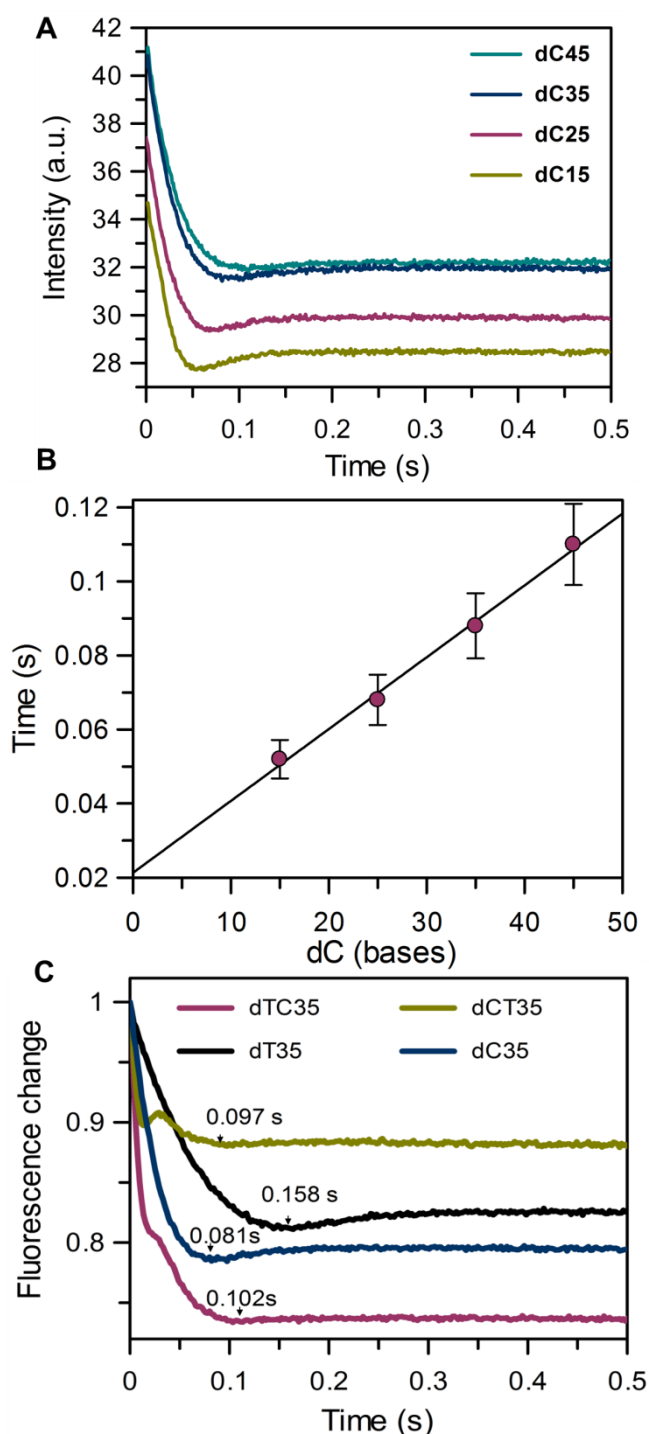 A
42
40
38
36
34
32
30
28
Intensity (a.u.)
dC45
dC35
dC25
dC15
0 0.1 0.2 0.3 0.4 0.5
Time (s)
B
0.12
0.1
0.08
0.06
0.04
0.02
Time (s)
0 10 20 30 40 50
dC (bases)
C
1
0.9
0.8
Fluorescence change
dTC35 dCT35
dT35 dC35
0.097 s
0.158 s
0.081s
0.102s
0 0.1 0.2 0.3 0.4 0.5
Time (s)